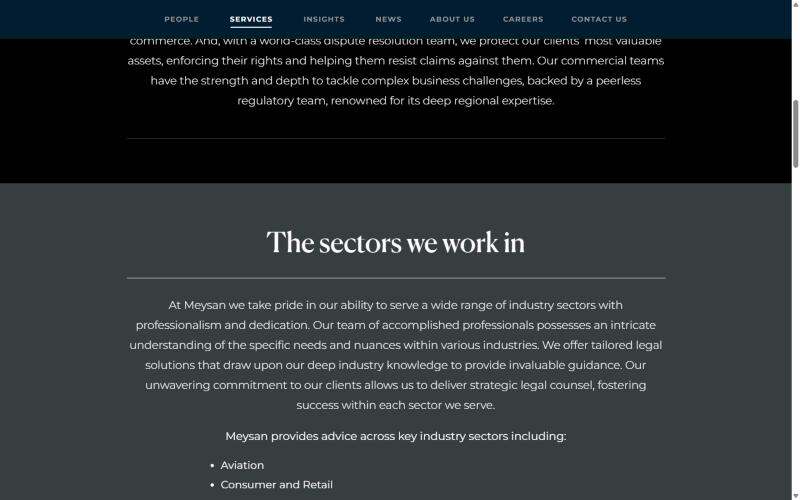 PEOPLE SERVICES INSIGHTS NEWS ABOUT US CAREERS CONTACT US
commerce. And, with a world-class dispute resolution team, we protect our clients' most valuable
assets, enforcing their rights and helping them resist claims against them. Our commercial teams
have the strength and depth to tackle complex business challenges, backed by a peerless
regulatory team, renowned for its deep regional expertise.
The sectors we work in
At Meysan we take pride in our ability to serve a wide range of industry sectors with
professionalism and dedication. Our team of accomplished professionals possesses an intricate
understanding of the specific needs and nuances within various industries. We offer tailored legal
solutions that draw upon our deep industry knowledge to provide invaluable guidance. Our
unwavering commitment to our clients allows us to deliver strategic legal counsel, fostering
success within each sector we serve.
Meysan provides advice across key industry sectors including:
• Aviation
• Consumer and Retail